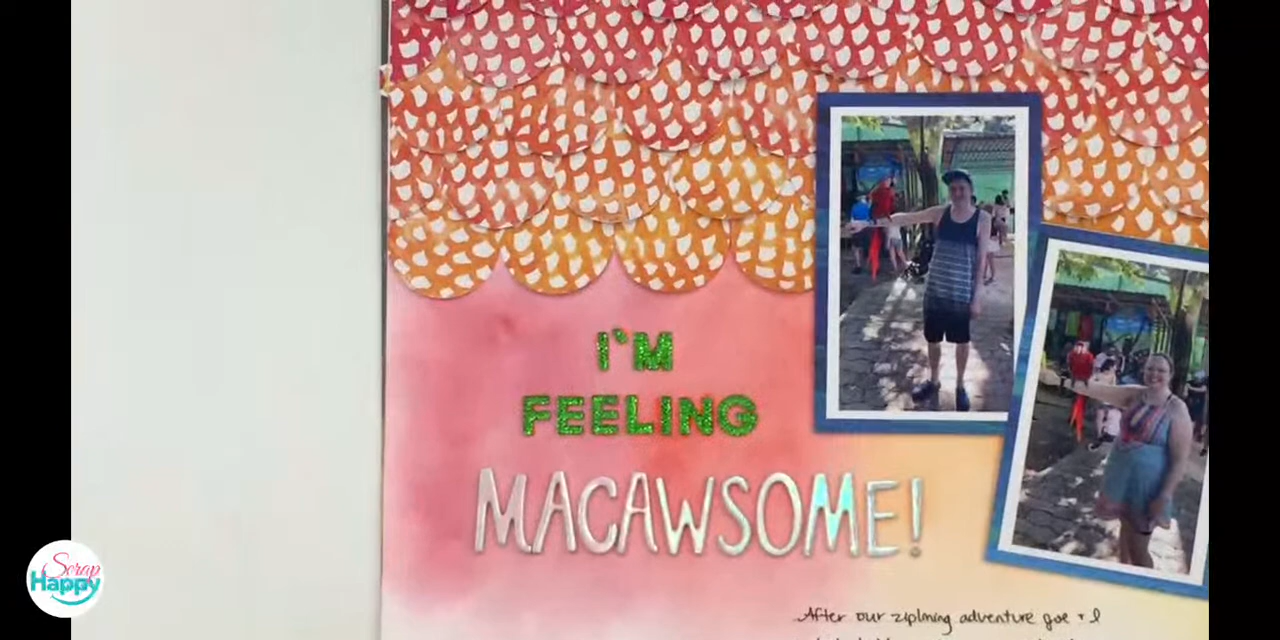 I'M
FEELING
MACAWSOME!
After our ziplining adventure Joe + I
Scrap
Happy